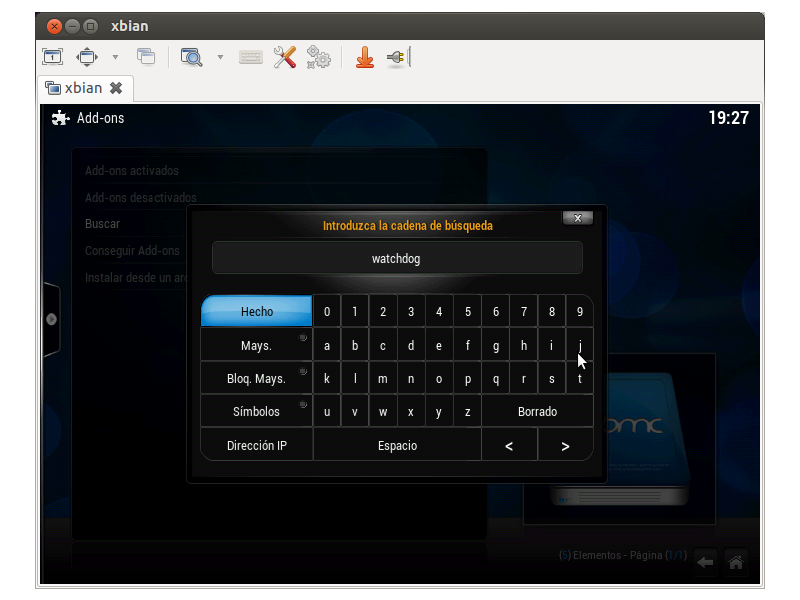 xbian
xbian
Add-ons
19:27
Add-ons activados
Add-ons desactivados
Buscar
Conseguir Add-ons
Instalar desde un arc
Introduzca la cadena de búsqueda
x
watchdog
Hecho 0 1 2 3 4 5 6 7 8 9
Mays. a b c d e f g h i j
Bloq. Mays. k l m n o p q r s t
Símbolos u v w x y z Borrado
Dirección IP Espacio < >
(5) Elementos - Página (1/1)